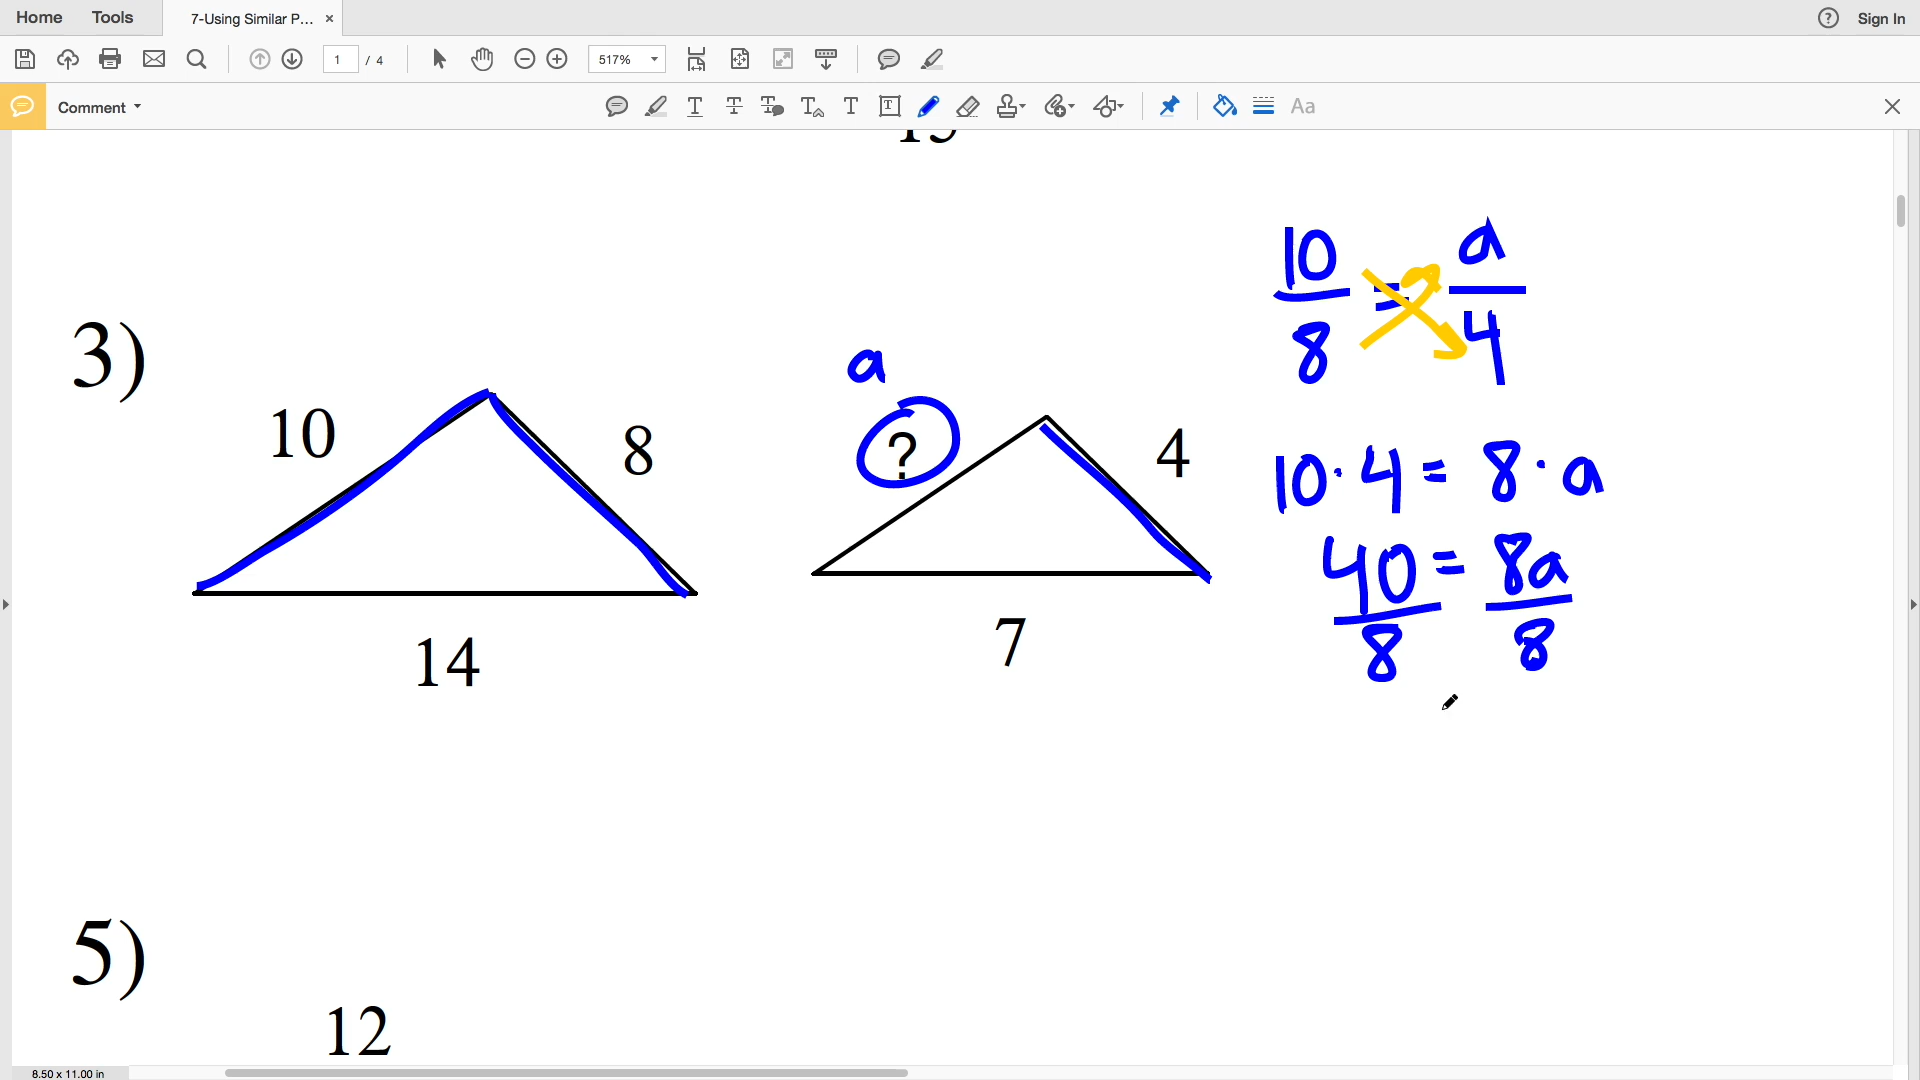 Home Tools 7-Using Similar P... × ? Sign In
1 / 4 517%
Comment Aa
3)
10
8
14
a
?
4
7
10/8 = a/4
10·4 = 8·a
40/8 = 8a/8
5)
12
8.50 x 11.00 in